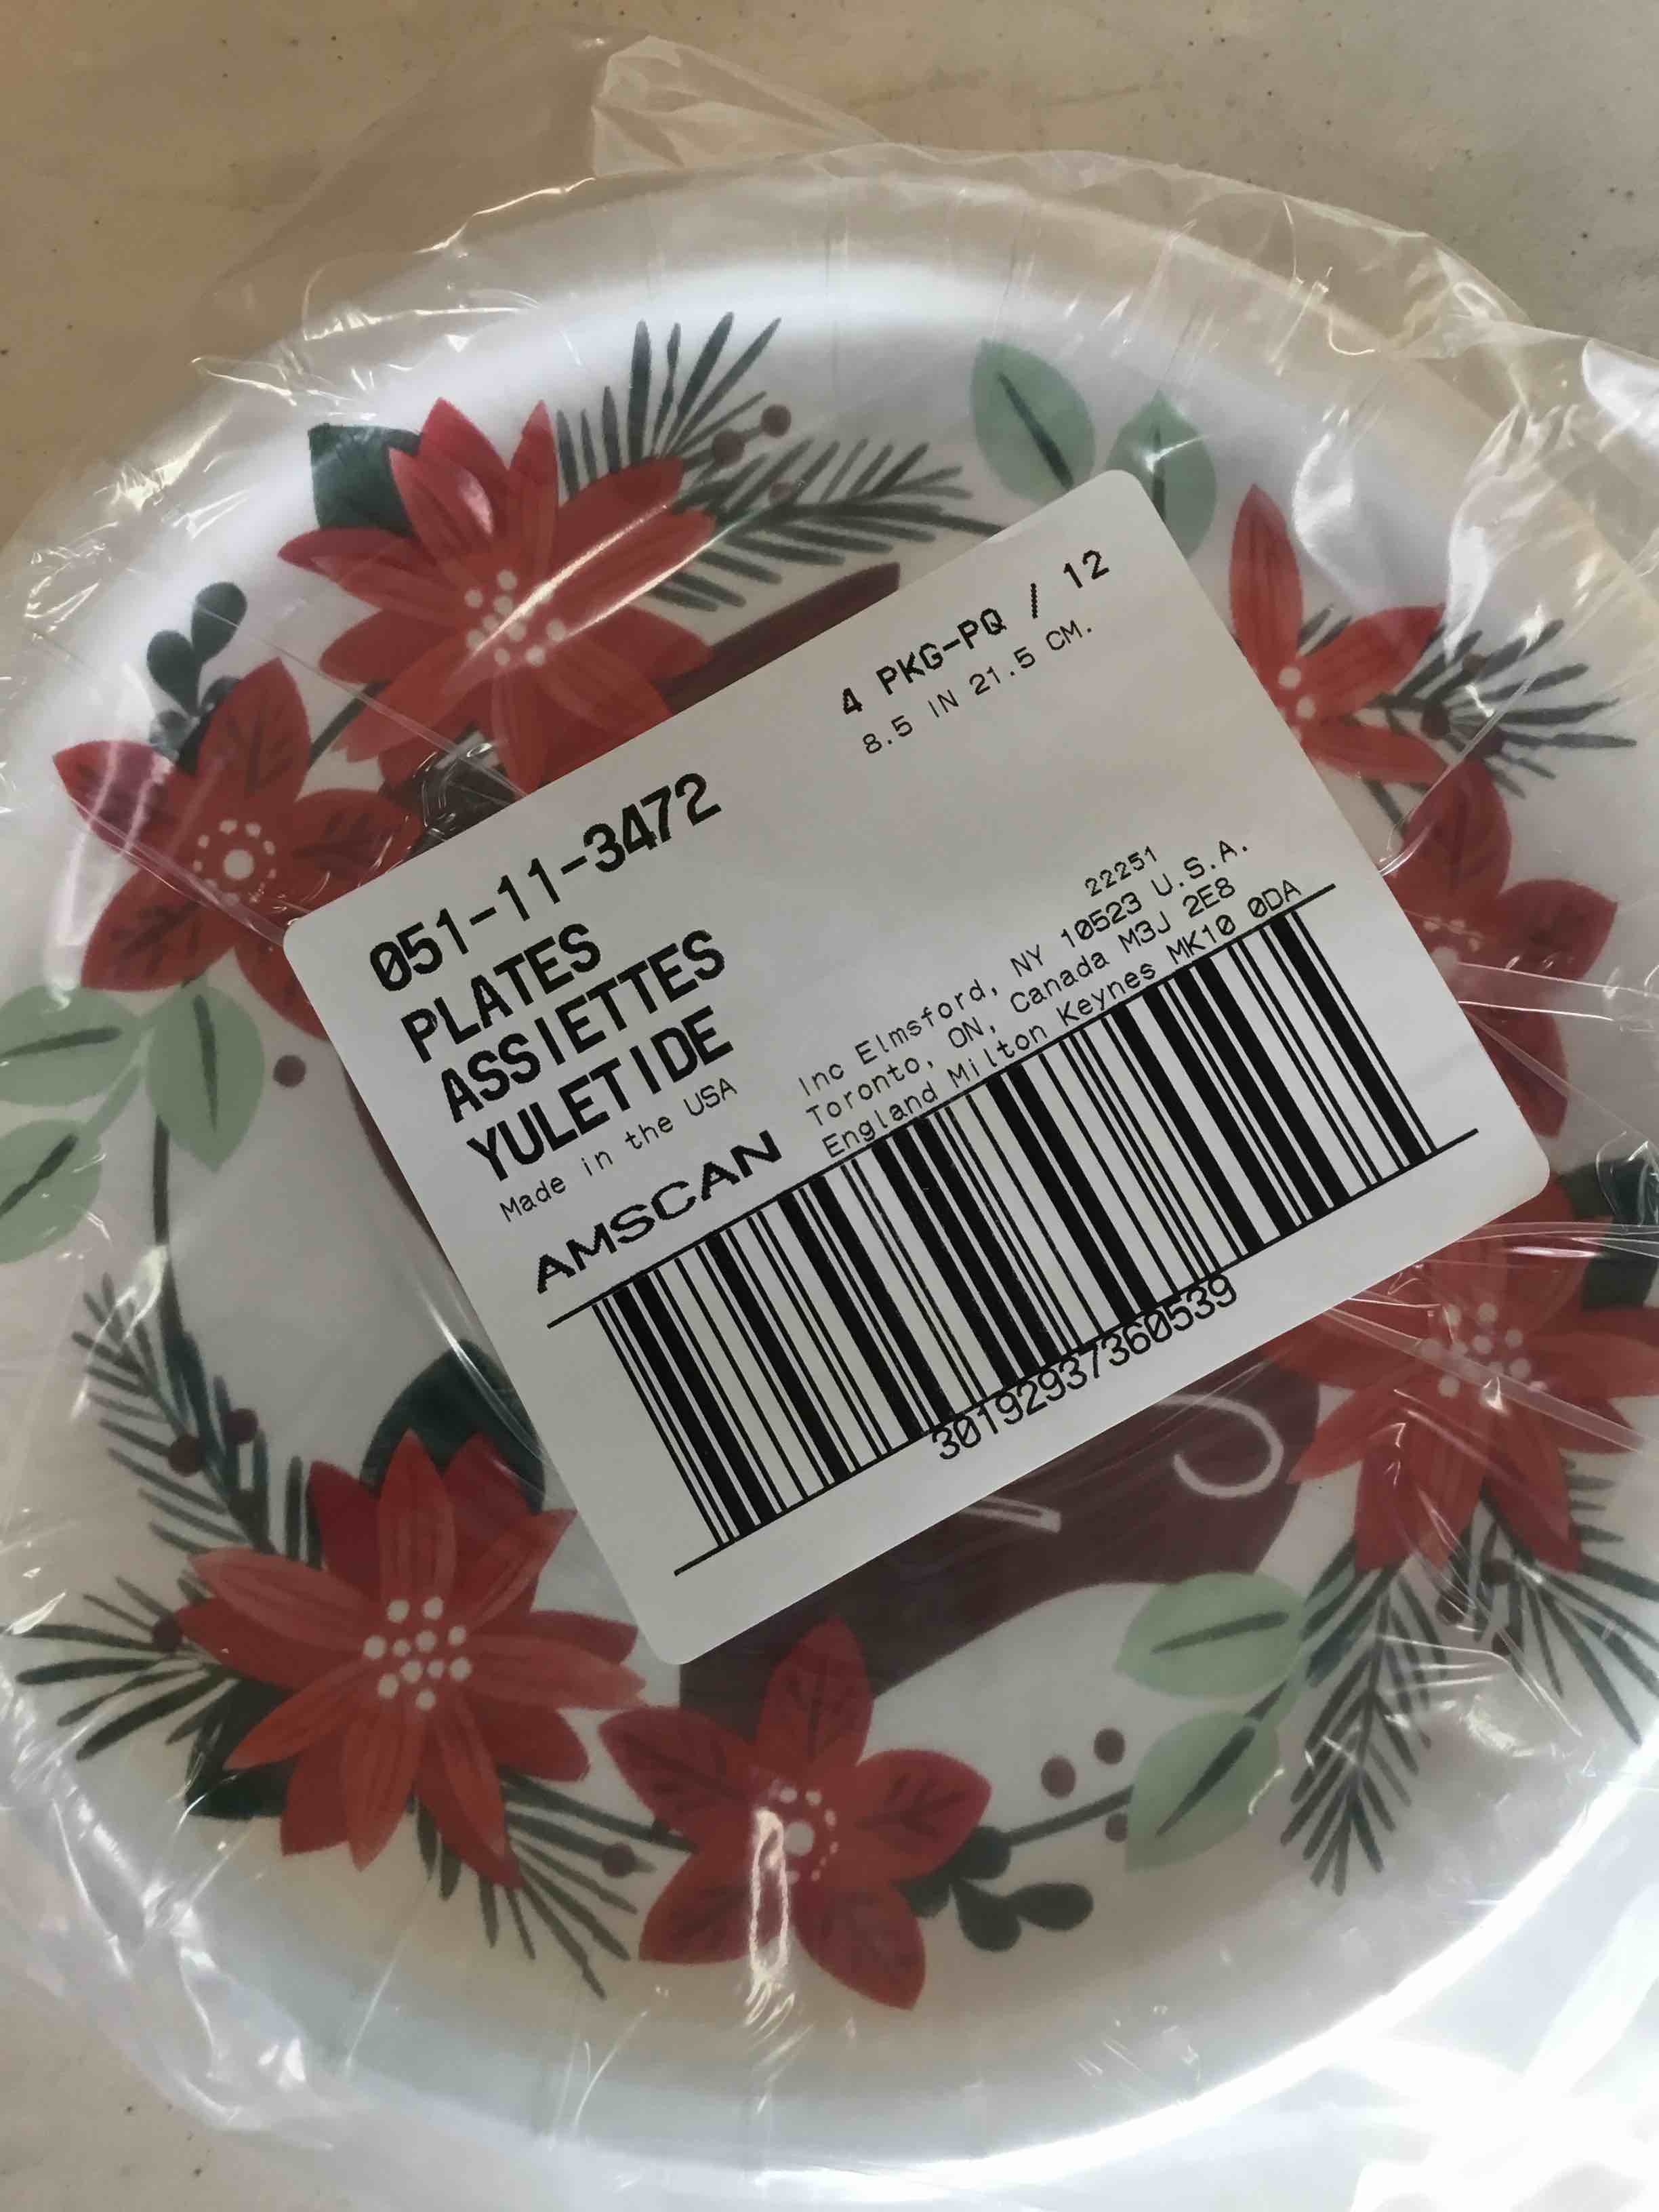 051-11-3472
4 PKG-PQ / 12
8.5 IN 21.5 CM.
PLATES
ASSIETTES
YULETIDE
Made in the USA
22251
AMSCAN
Inc Elmsford, NY 10523 U.S.A.
Toronto, ON, Canada M3J 2E8
England Milton Keynes MK10 0DA
30192937360539